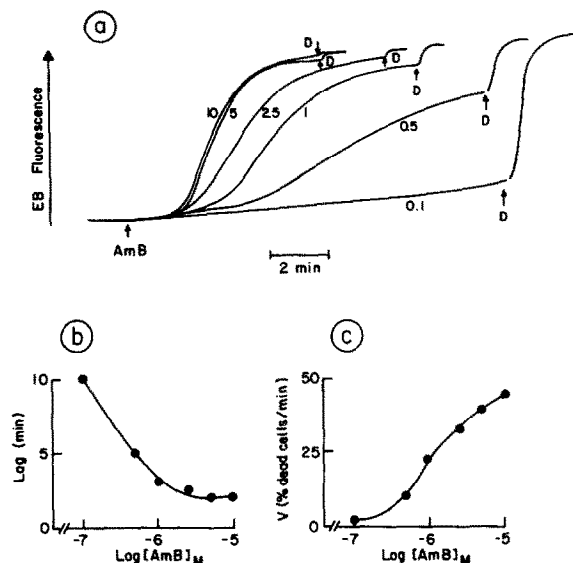 a
EB Fluorescence
D
D
D
D
D
D
10
5
2.5
1
0.5
0.1
AmB
2 min
b
Lag (min)
10
5
0
-7
-6
-5
Log [AmB]M
c
V (% dead cells/min)
50
25
0
-7
-6
-5
Log [AmB]M